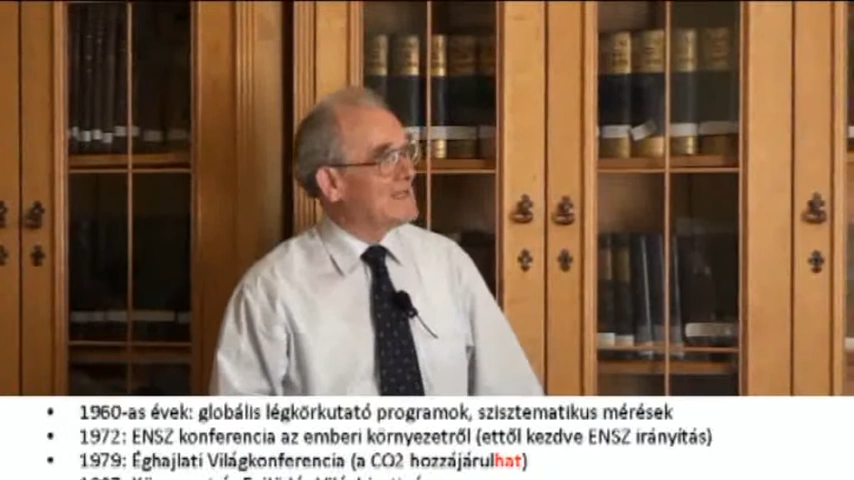 • 1960-as évek: globális légkörkutató programok, szisztematikus mérések
• 1972: ENSZ konferencia az emberi környezetről (ettől kezdve ENSZ irányítás)
• 1979: Éghajlati Világkonferencia (a CO2 hozzájárulhat)